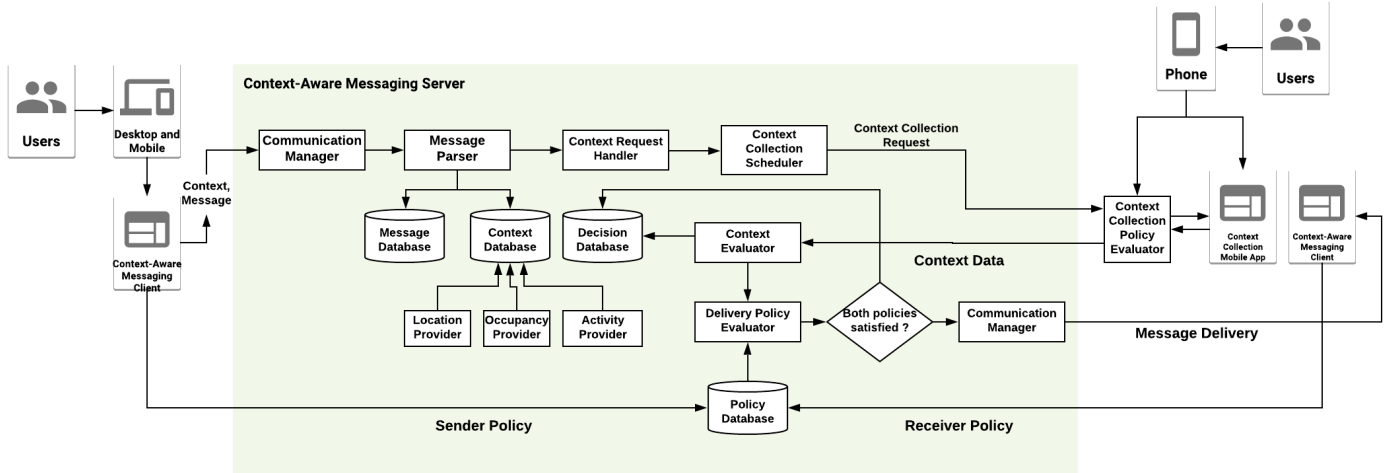 Context-Aware Messaging Server
Users
Desktop and
Mobile
Context-Aware
Messaging
Client
Context,
Message
Communication
Manager
Message
Parser
Context Request
Handler
Context
Collection
Scheduler
Context Collection
Request
Phone
Users
Message
Database
Context
Database
Decision
Database
Context
Evaluator
Context
Collection
Policy
Evaluator
Context
Collection
Mobile App
Context-Aware
Messaging
Client
Context Data
Location
Provider
Occupancy
Provider
Activity
Provider
Delivery Policy
Evaluator
Both policies
satisfied ?
Communication
Manager
Message Delivery
Policy
Database
Sender Policy
Receiver Policy